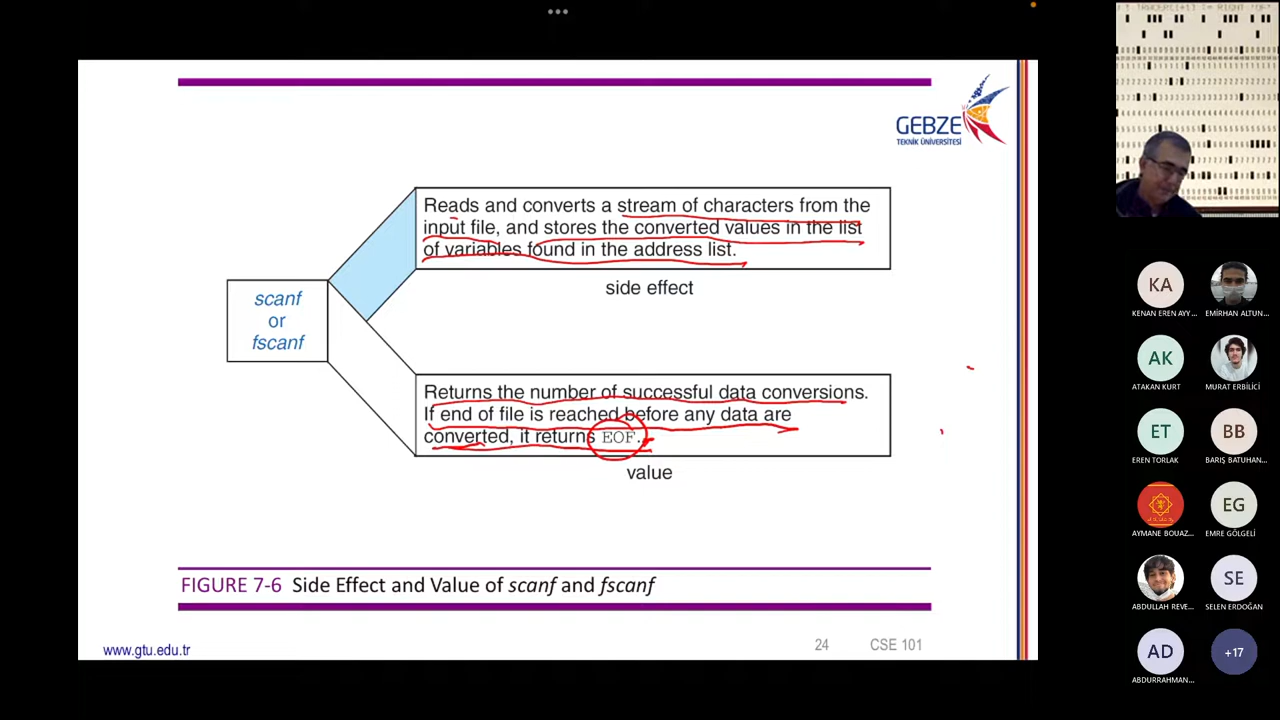 GEBZE
TEKNİK ÜNİVERSİTESİ
Reads and converts a stream of characters from the
input file, and stores the converted values in the list
of variables found in the address list.
side effect
scanf
or
fscanf
Returns the number of successful data conversions.
If end of file is reached before any data are
converted, it returns EOF.
value
FIGURE 7-6 Side Effect and Value of scanf and fscanf
www.gtu.edu.tr
24
CSE 101
KA
KENAN EREN AYY...
EMİRHAN ALTUN...
AK
ATAKAN KURT
MURAT ERBİLİCİ
ET
EREN TORLAK
BB
BARIŞ BATUHAN...
AYMANE BOUAZ...
EG
EMRE GÖLGELİ
ABDULLAH REVE...
SE
SELEN ERDOĞAN
AD
ABDURRAHMAN...
+17